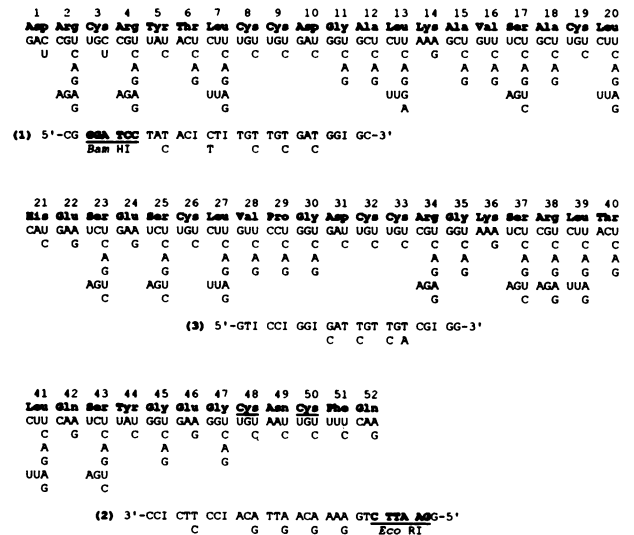 1 2 3 4 5 6 7 8 9 10 11 12 13 14 15 16 17 18 19 20
Asp Arg Cys Arg Tyr Thr Leu Cys Cys Asp Gly Ala Leu Lys Ala Val Ser Ala Cys Leu
GAC CGU UGC CGU UAU ACU CUU UGU UGU GAU GGU GCU CUU AAA GCU GUU UCU GCU UGU CUU
U C U C C C C C C C C C C G C C C C C C
A A A A A A A A A A A A
G G G G G G G G G G G
AGA AGA UUA UUG AGU UUA
G G G A C G
(1) 5'-CG GGA TCC TAT ACI CTI TGT TGT GAT GGI GC-3'
Bam HI C T C C C
21 22 23 24 25 26 27 28 29 30 31 32 33 34 35 36 37 38 39 40
His Glu Ser Glu Ser Cys Leu Val Pro Gly Asp Cys Cys Arg Gly Lys Ser Arg Leu Thr
CAU GAA UCU GAA UCU UGU CUU GUU CCU GGU GAU UGU UGU CGU GGU AAA UCU CGU CUU ACU
C G C G C C C C C C C C C C C G C C C C
A A A A A A A A A A A A
G G G G G G G G G G G G
AGU AGU UUA AGA AGU AGA UUA
C C G G C G G
(3) 5'-GTI CCI GGI GAT TGT TGT CGI GG-3'
C C C A
41 42 43 44 45 46 47 48 49 50 51 52
Leu Gln Ser Tyr Gly Glu Gly Cys Asn Cys Phe Gln
CUU CAA UCU UAU GGU GAA GGU UGU AAU UGU UUU CAA
C G C C C G C C C C C G
A A A A
G G G G
UUA AGU
G C
(2) 3'-CCI CTT CCI ACA TTA ACA AAA GTC TTA AGG-5'
C G G G G Eco RI